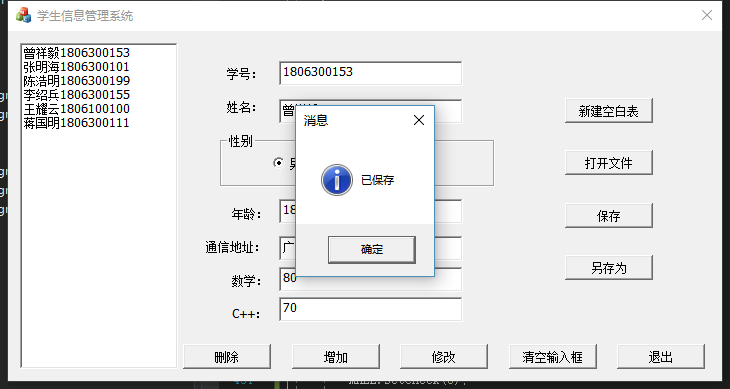 学生信息管理系统
曾祥毅1806300153
张明海1806300101
陈浩明1806300199
李绍兵1806300155
王耀云1806100100
蒋国明1806300111
学号：
1806300153
姓名：
性别
年龄：
18
通信地址：
广
数学：
80
C++：
70
消息
已保存
确定
新建空白表
打开文件
保存
另存为
删除
增加
修改
清空输入框
退出